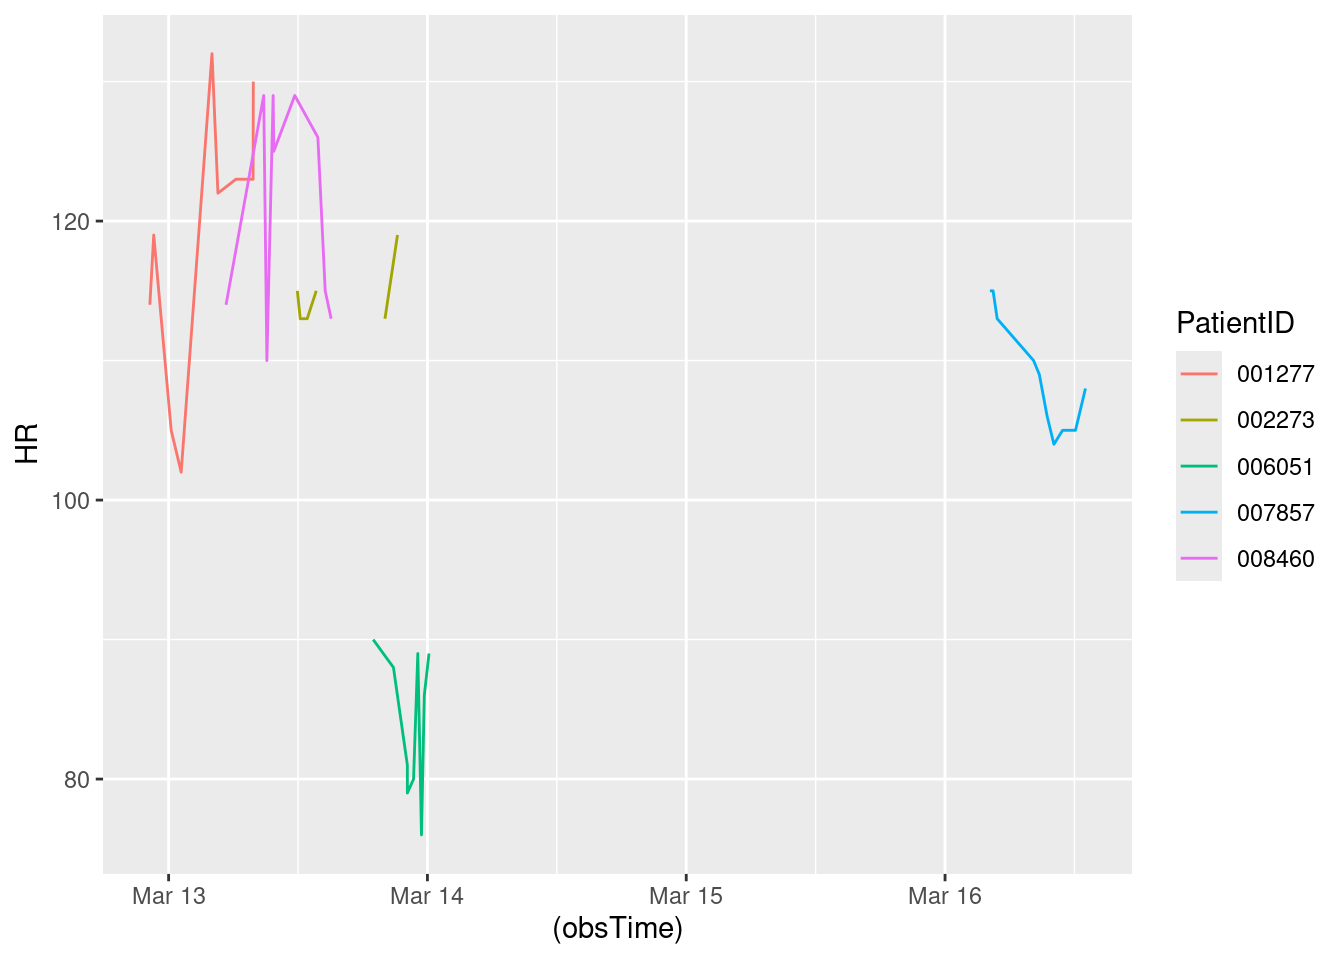 120
100
80
HR
Mar 13
Mar 14
Mar 15
Mar 16
(obsTime)
PatientID
001277
002273
006051
007857
008460